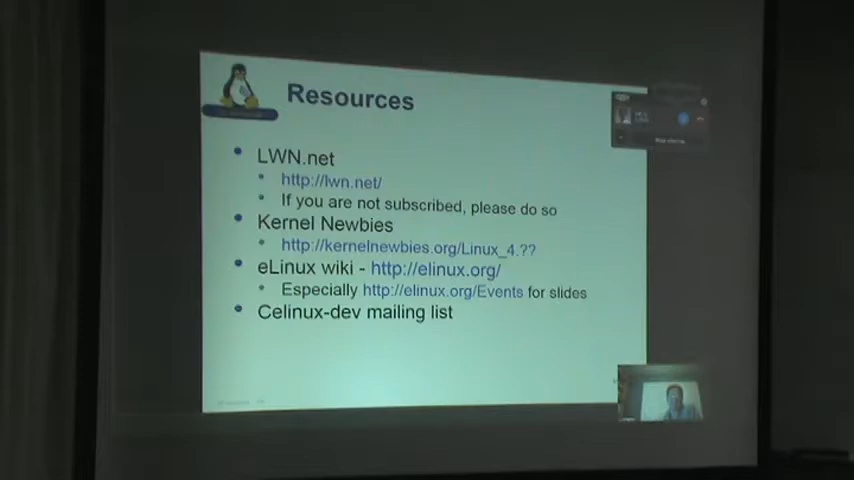 Resources
LWN.net
http://lwn.net/
If you are not subscribed, please do so
Kernel Newbies
http://kernelnewbies.org/Linux_4.??
eLinux wiki - http://elinux.org/
Especially http://elinux.org/Events for slides
Celinux-dev mailing list